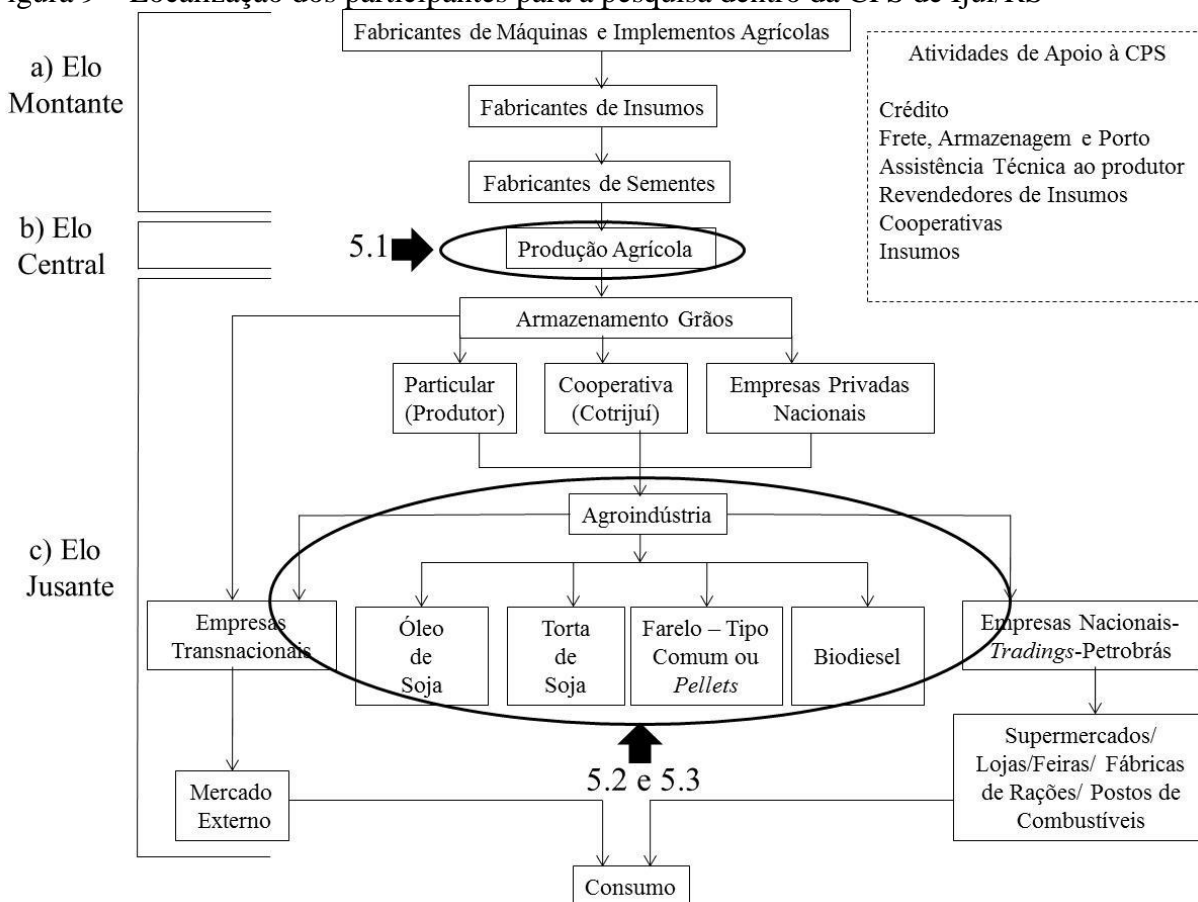 igura 9 – Localização dos participantes para a pesquisa dentro da CPS de Ijuí/RS
Fabricantes de Máquinas e Implementos Agrícolas
a) Elo
Montante
Fabricantes de Insumos
Fabricantes de Sementes
Atividades de Apoio à CPS
Crédito
Frete, Armazenagem e Porto
Assistência Técnica ao produtor
Revendedores de Insumos
Cooperativas
Insumos
b) Elo
Central
5.1
Produção Agrícola
Armazenamento Grãos
Particular
(Produtor)
Cooperativa
(Cotrijuí)
Empresas Privadas
Nacionais
c) Elo
Jusante
Agroindústria
Empresas
Transnacionais
Óleo
de
Soja
Torta
de
Soja
Farelo – Tipo
Comum ou
Pellets
Biodiesel
Empresas Nacionais-
Tradings-Petrobrás
5.2 e 5.3
Mercado
Externo
Supermercados/
Lojas/Feiras/ Fábricas
de Rações/ Postos de
Combustíveis
Consumo